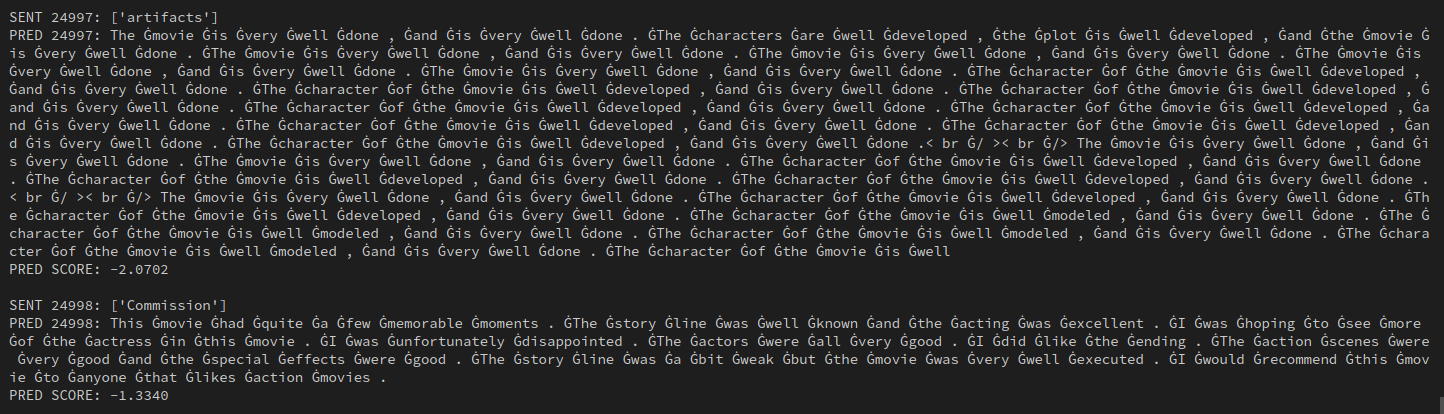 SENT 24997: ['artifacts']
PRED 24997: The Ġmovie Ġis Ġvery Ġwell Ġdone , Ġand Ġis Ġvery Ġwell Ġdone . ĠThe Ġcharacters Ġare Ġwell Ġdeveloped , Ġthe Ġplot Ġis Ġwell Ġdeveloped , Ġand Ġthe Ġmovie Ġ
is Ġvery Ġwell Ġdone . ĠThe Ġmovie Ġis Ġvery Ġwell Ġdone , Ġand Ġis Ġvery Ġwell Ġdone . ĠThe Ġmovie Ġis Ġvery Ġwell Ġdone , Ġand Ġis Ġvery Ġwell Ġdone . ĠThe Ġmovie Ġis
Ġvery Ġwell Ġdone , Ġand Ġis Ġvery Ġwell Ġdone . ĠThe Ġmovie Ġis Ġvery Ġwell Ġdone , Ġand Ġis Ġvery Ġwell Ġdone . ĠThe Ġcharacter Ġof Ġthe Ġmovie Ġis Ġwell Ġdeveloped ,
Ġand Ġis Ġvery Ġwell Ġdone . ĠThe Ġcharacter Ġof Ġthe Ġmovie Ġis Ġwell Ġdeveloped , Ġand Ġis Ġvery Ġwell Ġdone . ĠThe Ġcharacter Ġof Ġthe Ġmovie Ġis Ġwell Ġdeveloped , Ġ
and Ġis Ġvery Ġwell Ġdone . ĠThe Ġcharacter Ġof Ġthe Ġmovie Ġis Ġwell Ġdeveloped , Ġand Ġis Ġvery Ġwell Ġdone . ĠThe Ġcharacter Ġof Ġthe Ġmovie Ġis Ġwell Ġdeveloped , Ġa
nd Ġis Ġvery Ġwell Ġdone . ĠThe Ġcharacter Ġof Ġthe Ġmovie Ġis Ġwell Ġdeveloped , Ġand Ġis Ġvery Ġwell Ġdone . ĠThe Ġcharacter Ġof Ġthe Ġmovie Ġis Ġwell Ġdeveloped , Ġan
d Ġis Ġvery Ġwell Ġdone . ĠThe Ġcharacter Ġof Ġthe Ġmovie Ġis Ġwell Ġdeveloped , Ġand Ġis Ġvery Ġwell Ġdone .< br Ġ/ >< br Ġ/> The Ġmovie Ġis Ġvery Ġwell Ġdone , Ġand Ġi
s Ġvery Ġwell Ġdone . ĠThe Ġmovie Ġis Ġvery Ġwell Ġdone , Ġand Ġis Ġvery Ġwell Ġdone . ĠThe Ġcharacter Ġof Ġthe Ġmovie Ġis Ġwell Ġdeveloped , Ġand Ġis Ġvery Ġwell Ġdone
. ĠThe Ġcharacter Ġof Ġthe Ġmovie Ġis Ġwell Ġdeveloped , Ġand Ġis Ġvery Ġwell Ġdone . ĠThe Ġcharacter Ġof Ġthe Ġmovie Ġis Ġwell Ġdeveloped , Ġand Ġis Ġvery Ġwell Ġdone .
< br Ġ/ >< br Ġ/> The Ġmovie Ġis Ġvery Ġwell Ġdone , Ġand Ġis Ġvery Ġwell Ġdone . ĠThe Ġcharacter Ġof Ġthe Ġmovie Ġis Ġwell Ġdeveloped , Ġand Ġis Ġvery Ġwell Ġdone . ĠTh
e Ġcharacter Ġof Ġthe Ġmovie Ġis Ġwell Ġdeveloped , Ġand Ġis Ġvery Ġwell Ġdone . ĠThe Ġcharacter Ġof Ġthe Ġmovie Ġis Ġwell Ġmodeled , Ġand Ġis Ġvery Ġwell Ġdone . ĠThe Ġ
character Ġof Ġthe Ġmovie Ġis Ġwell Ġmodeled , Ġand Ġis Ġvery Ġwell Ġdone . ĠThe Ġcharacter Ġof Ġthe Ġmovie Ġis Ġwell Ġmodeled , Ġand Ġis Ġvery Ġwell Ġdone . ĠThe Ġchara
cter Ġof Ġthe Ġmovie Ġis Ġwell Ġmodeled , Ġand Ġis Ġvery Ġwell Ġdone . ĠThe Ġcharacter Ġof Ġthe Ġmovie Ġis Ġwell
PRED SCORE: -2.0702
SENT 24998: ['Commission']
PRED 24998: This Ġmovie Ġhad Ġquite Ġa Ġfew Ġmemorable Ġmoments . ĠThe Ġstory Ġline Ġwas Ġwell Ġknown Ġand Ġthe Ġacting Ġwas Ġexcellent . ĠI Ġwas Ġhoping Ġto Ġsee Ġmore
Ġof Ġthe Ġactress Ġin Ġthis Ġmovie . ĠI Ġwas Ġunfortunately Ġdisappointed . ĠThe Ġactors Ġwere Ġall Ġvery Ġgood . ĠI Ġdid Ġlike Ġthe Ġending . ĠThe Ġaction Ġscenes Ġwere
Ġvery Ġgood Ġand Ġthe Ġspecial Ġeffects Ġwere Ġgood . ĠThe Ġstory Ġline Ġwas Ġa Ġbit Ġweak Ġbut Ġthe Ġmovie Ġwas Ġvery Ġwell Ġexecuted . ĠI Ġwould Ġrecommend Ġthis Ġmov
ie Ġto Ġanyone Ġthat Ġlikes Ġaction Ġmovies .
PRED SCORE: -1.3340